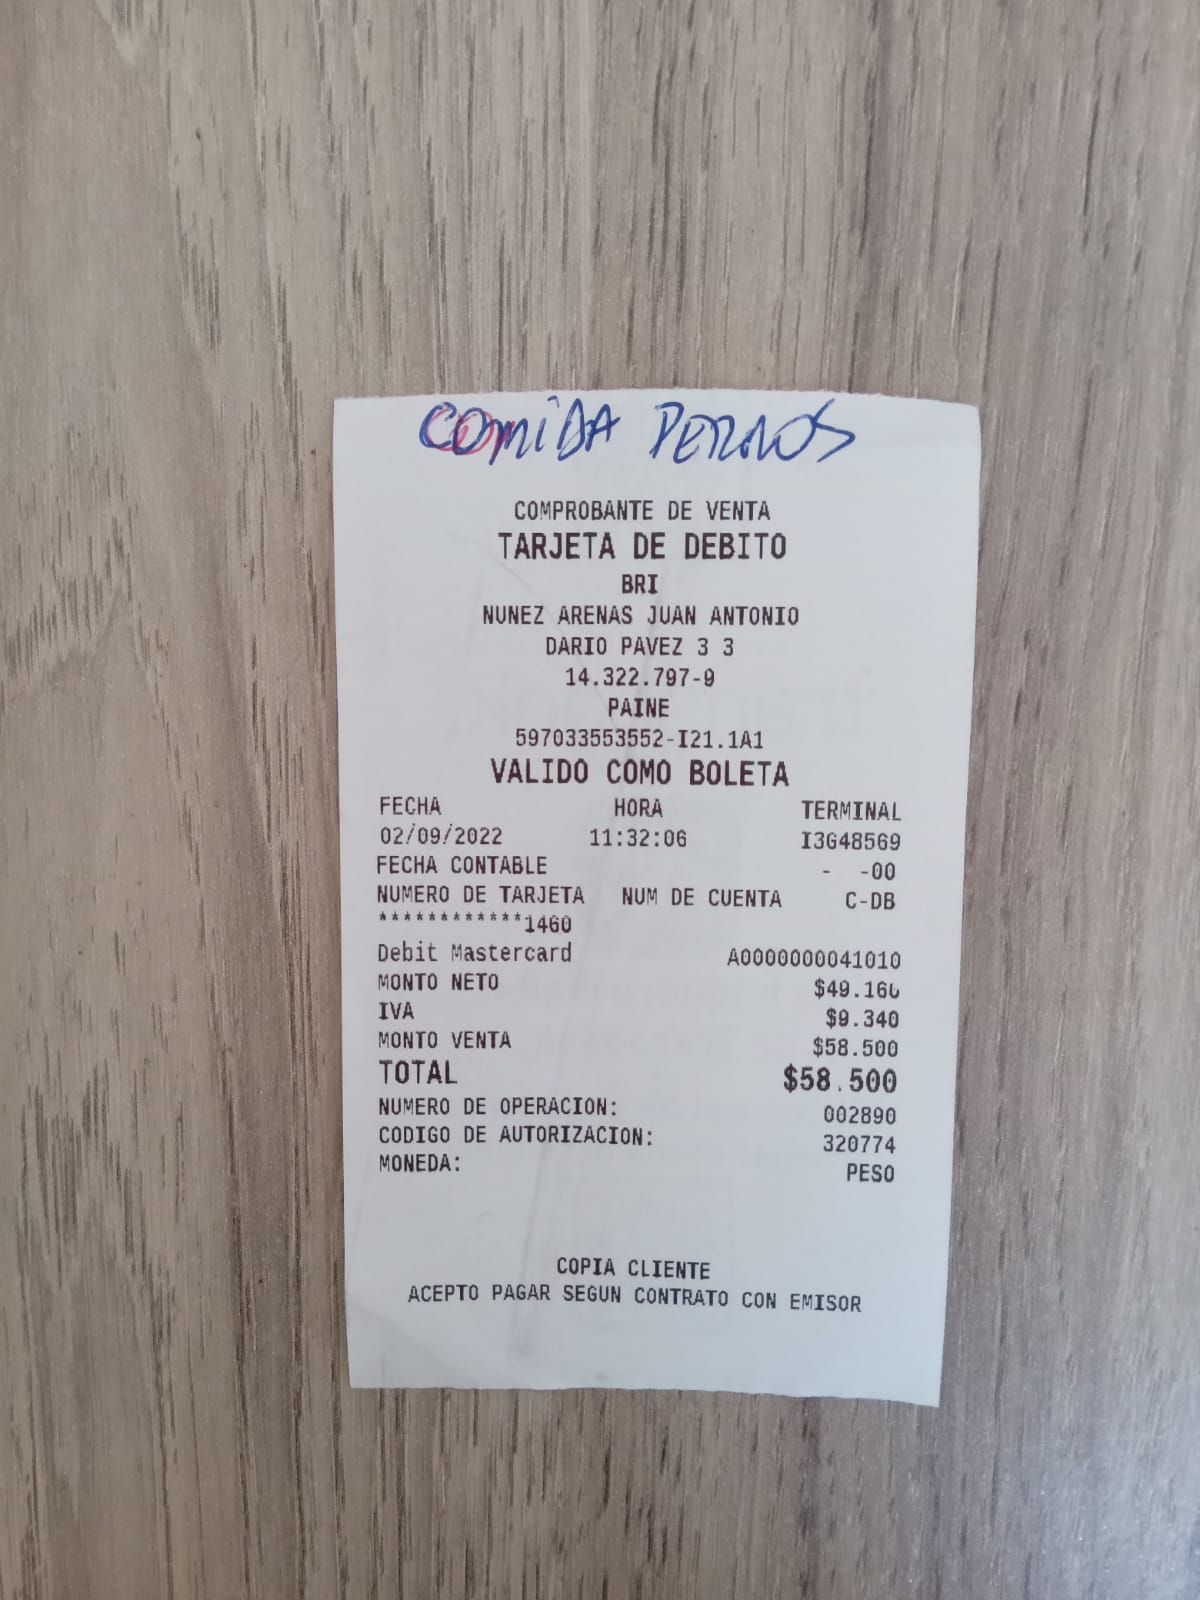 COMIDA PERROS
COMPROBANTE DE VENTA
TARJETA DE DEBITO
BRI
NUNEZ ARENAS JUAN ANTONIO
DARIO PAVEZ 3 3
14.322.797-9
PAINE
597033553552-I21.1A1
VALIDO COMO BOLETA
FECHA HORA TERMINAL
02/09/2022 11:32:06 I3G48569
FECHA CONTABLE - -00
NUMERO DE TARJETA NUM DE CUENTA C-DB
************1460
Debit Mastercard A0000000041010
MONTO NETO $49.160
IVA $9.340
MONTO VENTA $58.500
TOTAL $58.500
NUMERO DE OPERACION: 002890
CODIGO DE AUTORIZACION: 320774
MONEDA: PESO
COPIA CLIENTE
ACEPTO PAGAR SEGUN CONTRATO CON EMISOR